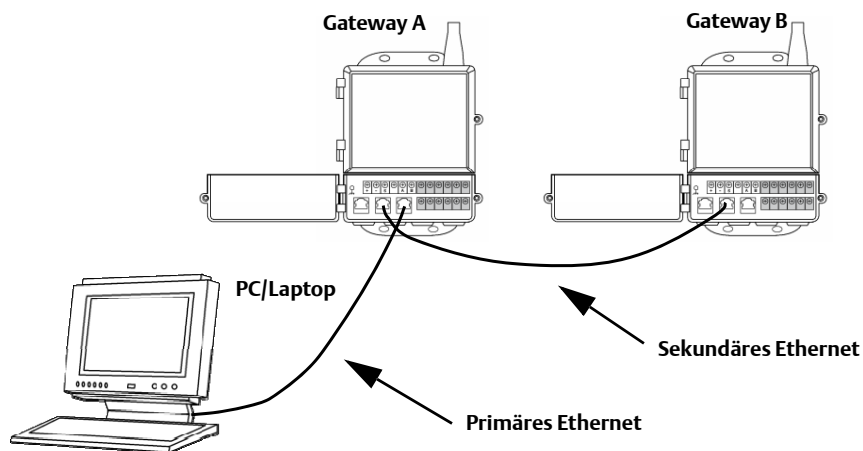 Gateway A
Gateway B
PC/Laptop
Sekundäres Ethernet
Primäres Ethernet